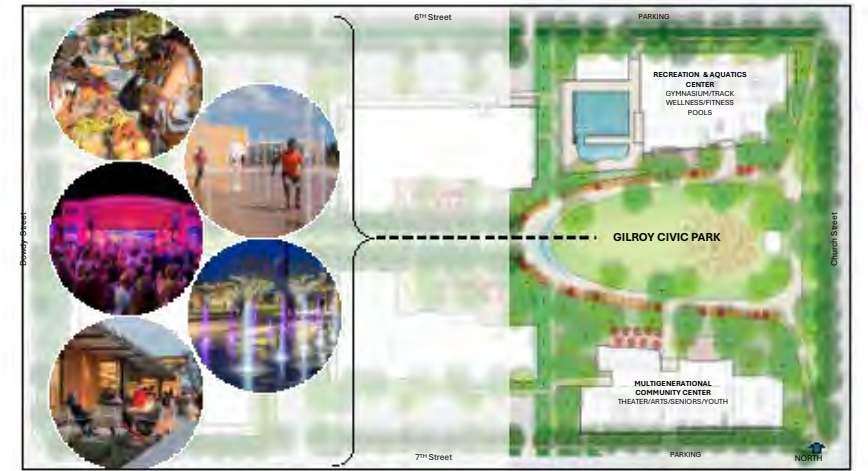 6TH Street
PARKING
RECREATION & AQUATICS
CENTER
GYMNASIUM/TRACK
WELLNESS/FITNESS
POOLS
Dowdy Street
GILROY CIVIC PARK
Church Street
MULTIGENERATIONAL
COMMUNITY CENTER
THEATER/ARTS/SENIORS/YOUTH
7TH Street
PARKING
NORTH